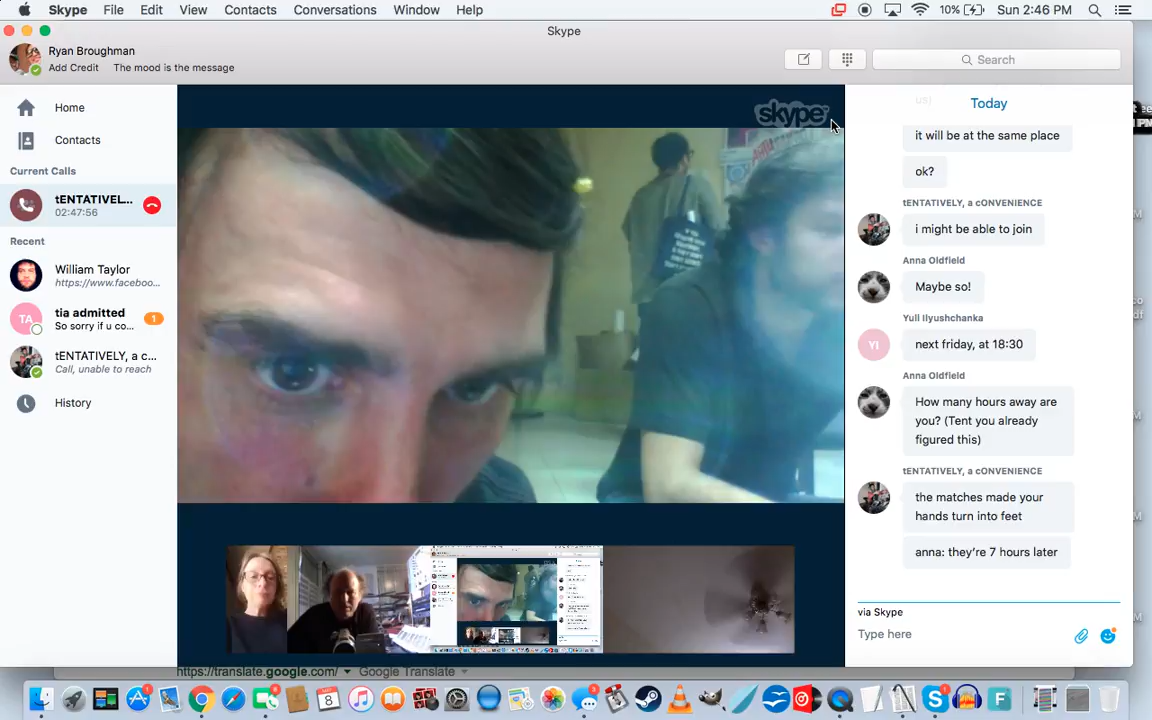 Skype File Edit View Contacts Conversations Window Help 10% Sun 2:46 PM
Skype
Ryan Broughman
Add Credit The mood is the message
Search
Home
Contacts
Current Calls
tENTATIVEL...
02:47:56
Recent
William Taylor
https://www.faceboo...
TA
tia admitted
So sorry if u co...
1
tENTATIVELY, a c...
Call, unable to reach
History
skype
Today
it will be at the same place
ok?
tENTATIVELY, a cONVENIENCE
i might be able to join
Anna Oldfield
Maybe so!
Yuli Ilyushchanka
YI
next friday, at 18:30
Anna Oldfield
How many hours away are
you? (Tent you already
figured this)
tENTATIVELY, a cONVENIENCE
the matches made your
hands turn into feet
anna: they're 7 hours later
via Skype
Type here
https://translate.google.com/ Google Translate
8